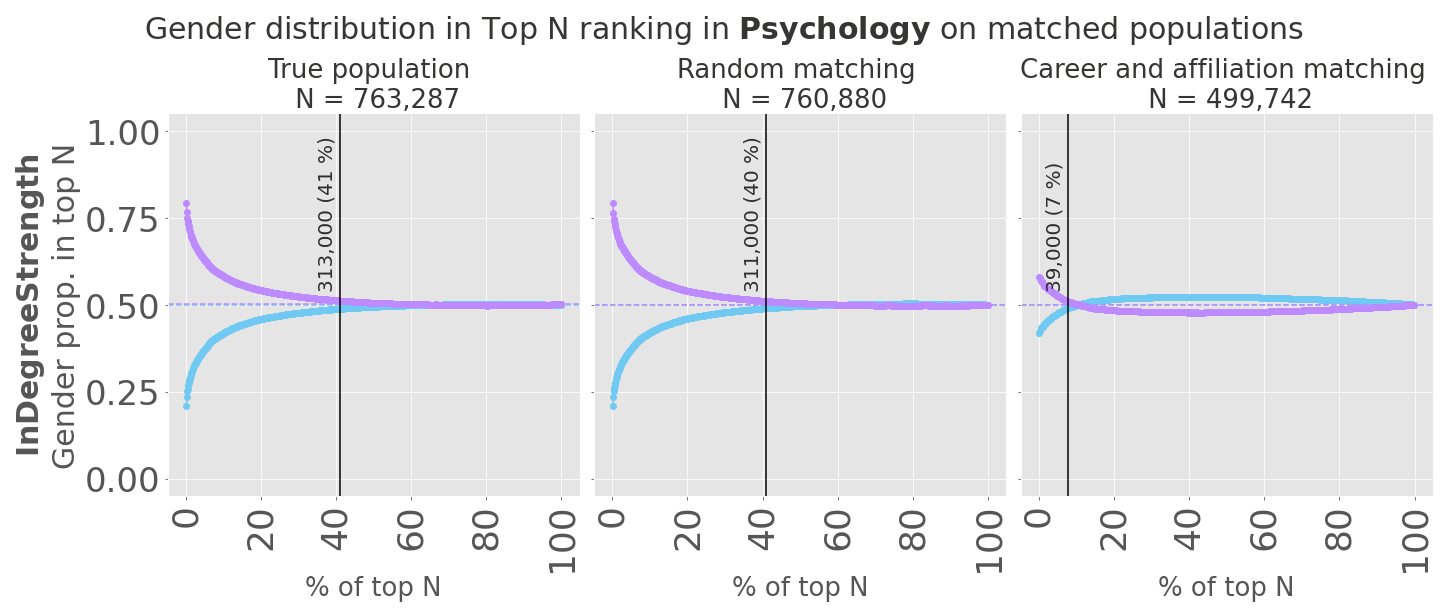 Gender distribution in Top N ranking in Psychology on matched populations
True population
N = 763,287
Random matching
N = 760,880
Career and affiliation matching
N = 499,742
InDegreeStrength
Gender prop. in top N
1.00
0.75
0.50
0.25
0.00
313,000 (41 %)
311,000 (40 %)
39,000 (7 %)
0 20 40 60 80 100
0 20 40 60 80 100
0 20 40 60 80 100
% of top N
% of top N
% of top N